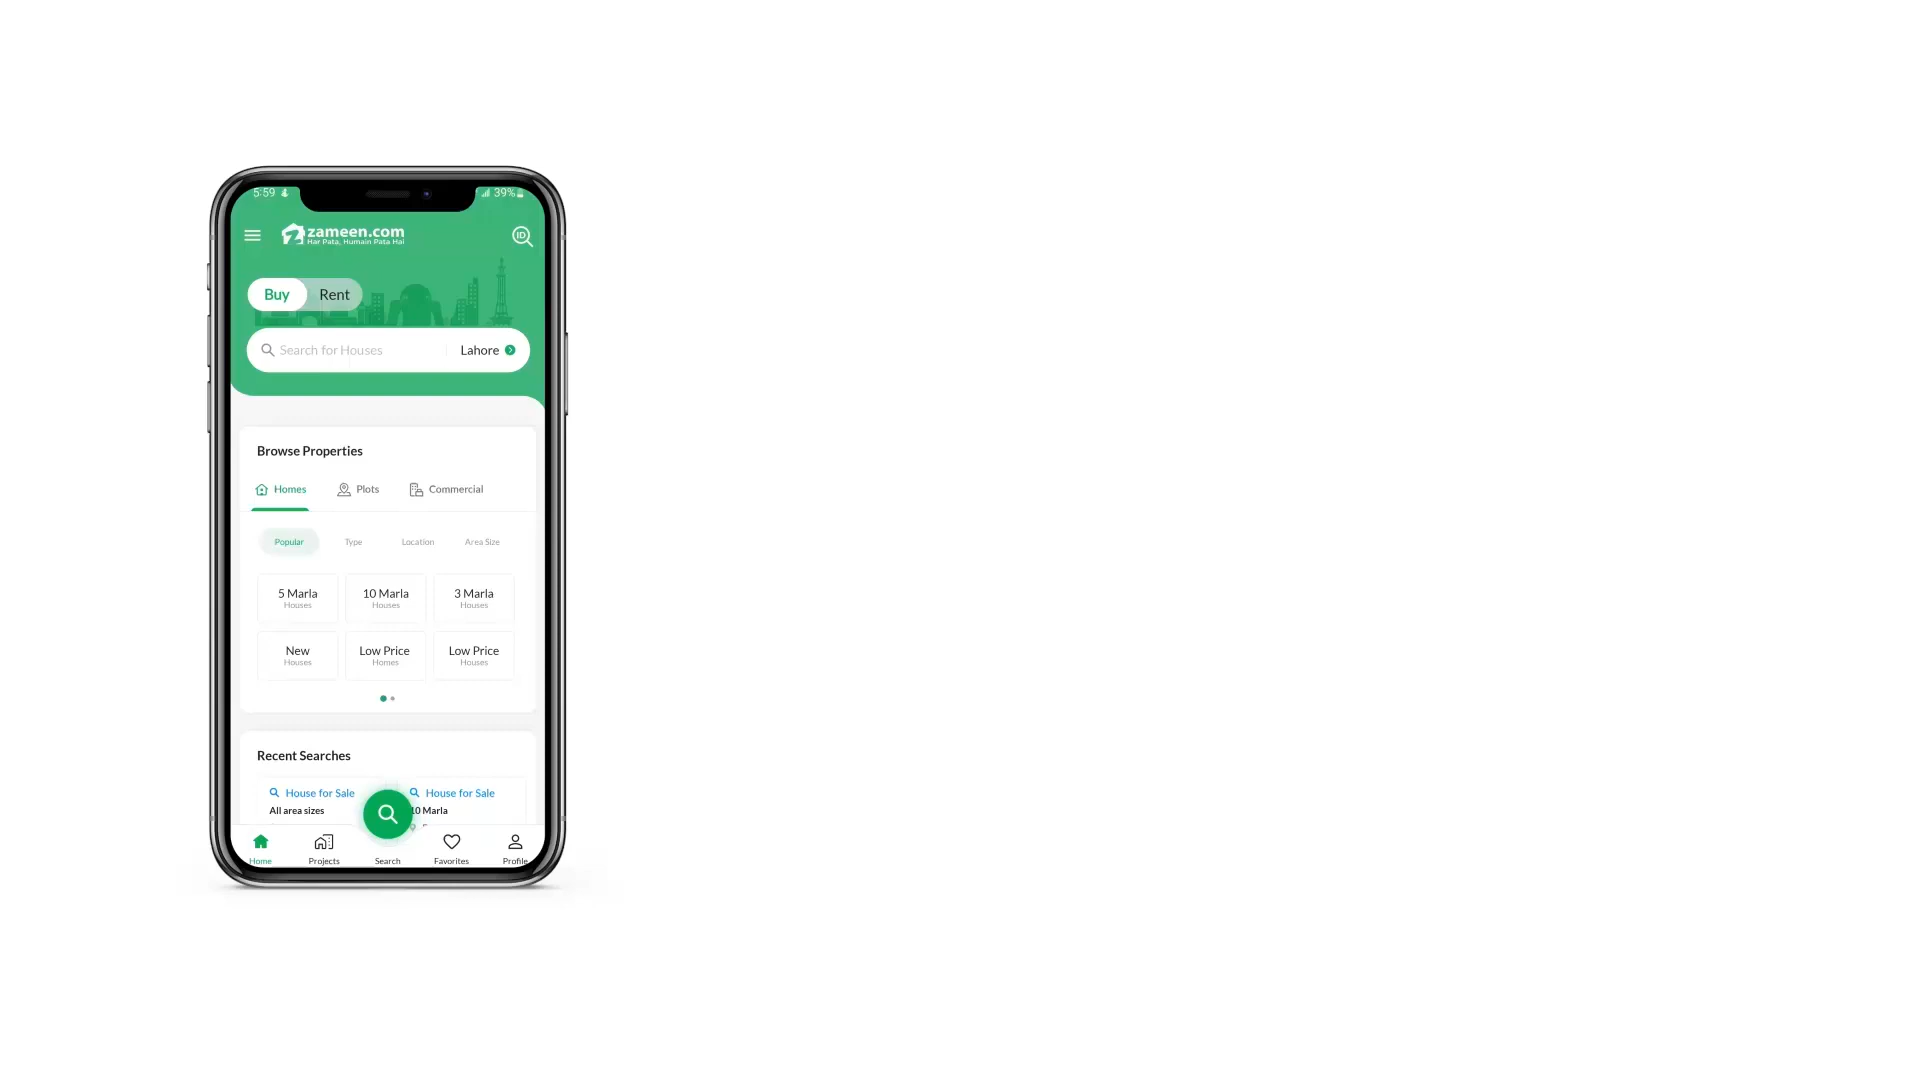 5:59
39%
zameen.com
Har Pata, Humain Pata Hai
ID
Buy Rent
Search for Houses Lahore
Browse Properties
Homes Plots Commercial
Popular Type Location Area Size
5 Marla 10 Marla 3 Marla
Houses Houses Houses
New Low Price Low Price
Houses Homes Houses
Recent Searches
House for Sale House for Sale
All area sizes 10 Marla
Home Projects Search Favorites Profile